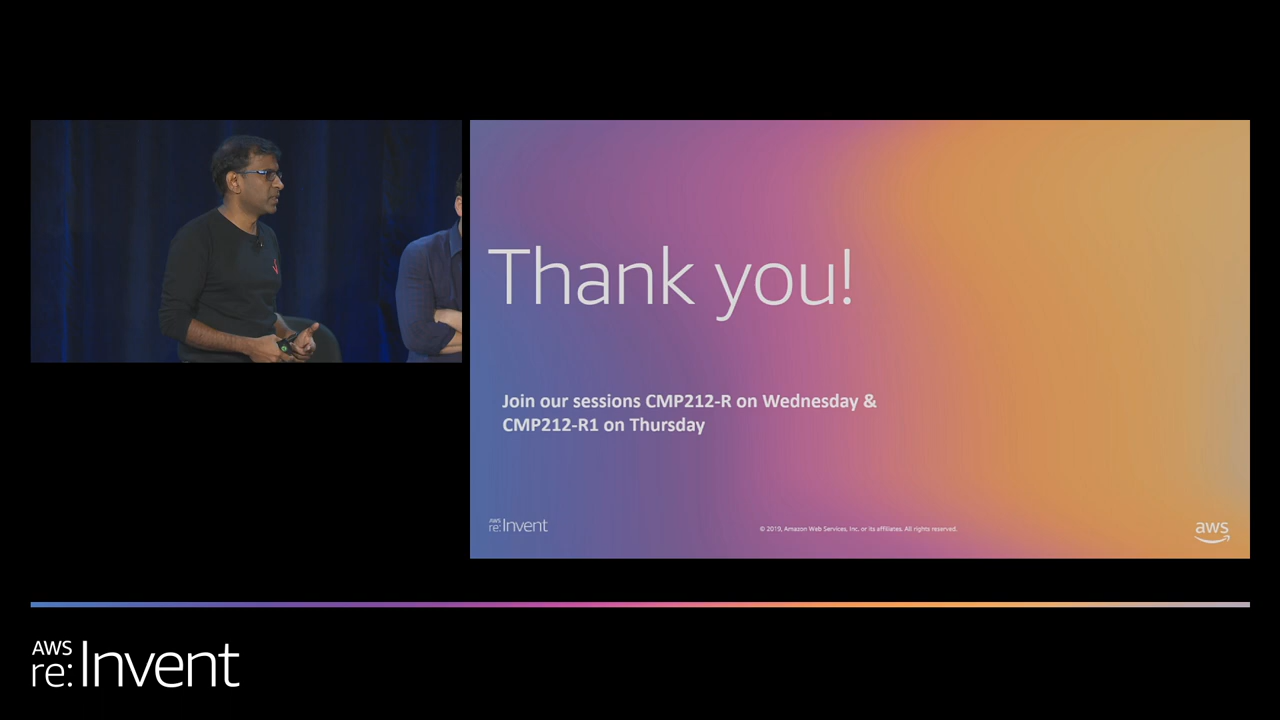 Thank you!
Join our sessions CMP212-R on Wednesday &
CMP212-R1 on Thursday
AWS
re:Invent
© 2019, Amazon Web Services, Inc. or its affiliates. All rights reserved.
aws
AWS
re:Invent